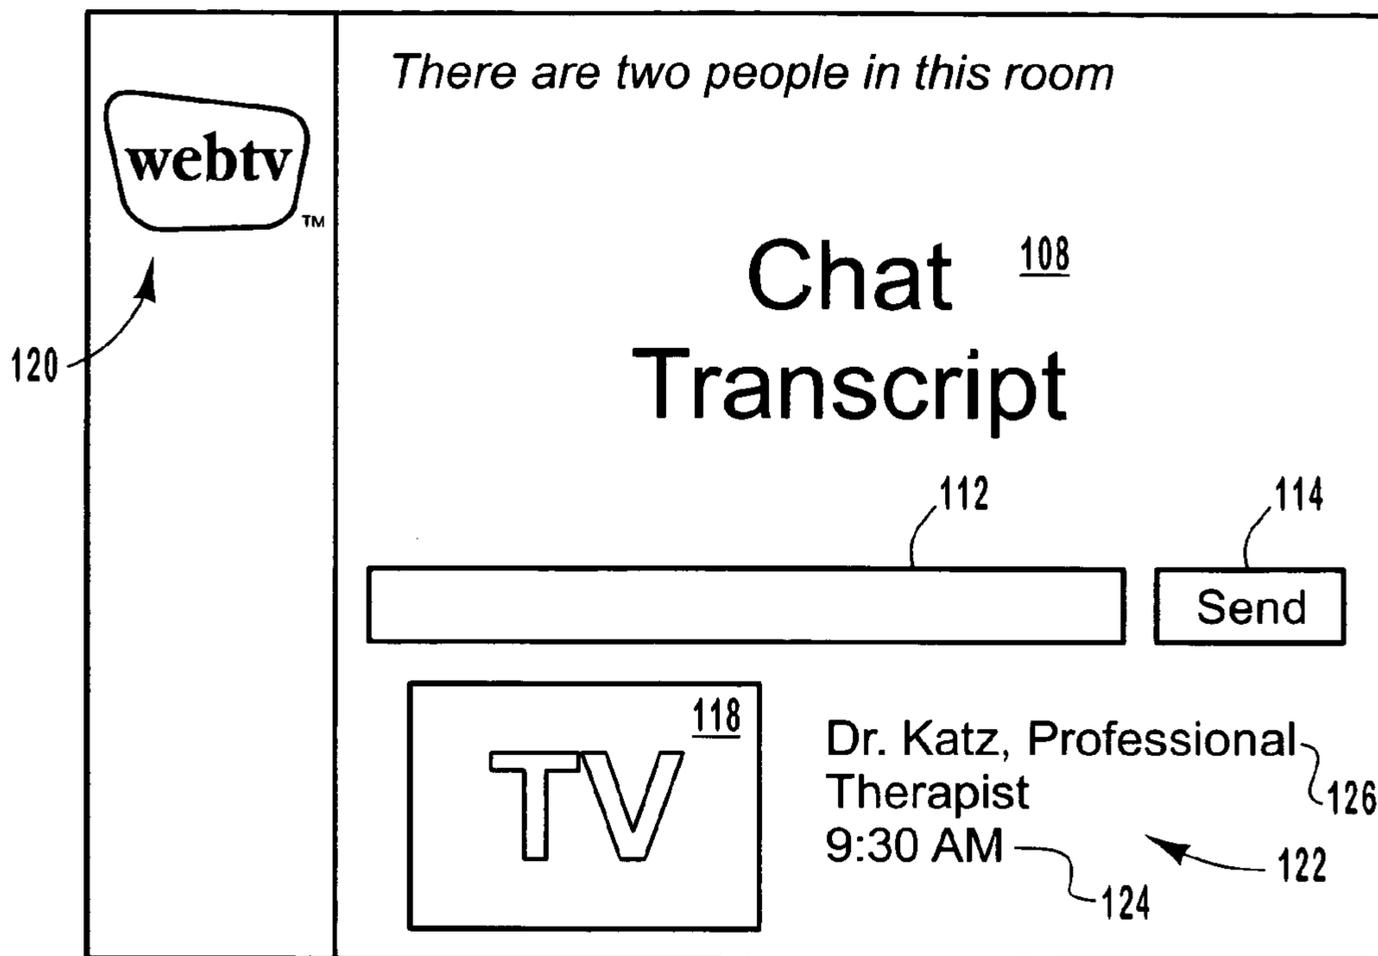 There are two people in this room
webtv
TM
Chat 108
Transcript
120
112
114
Send
118
TV
Dr. Katz, Professional
Therapist
126
9:30 AM
122
124